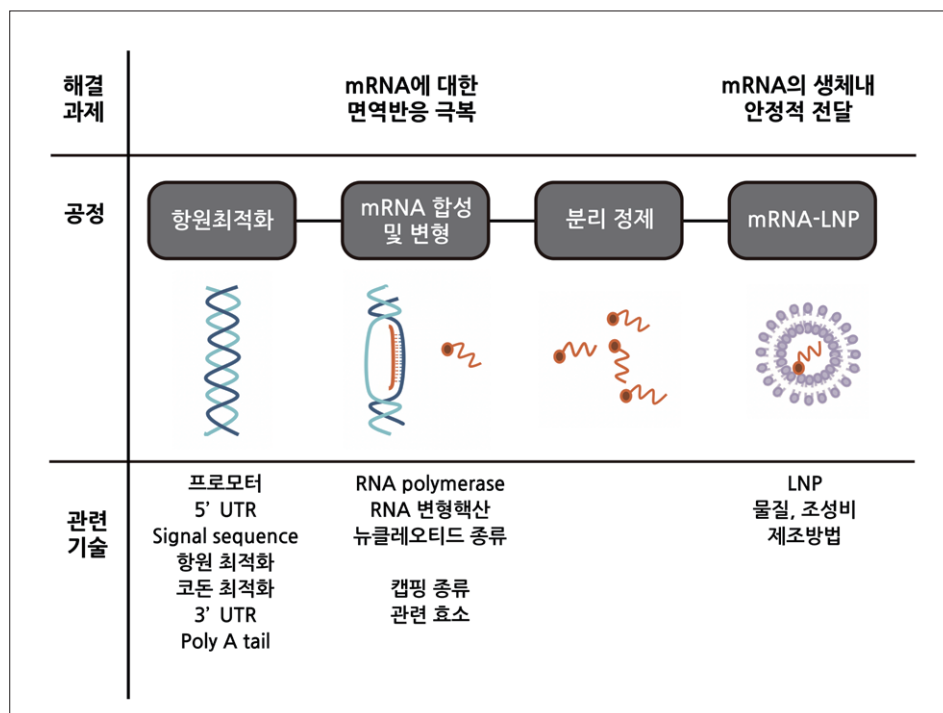 해결
과제
mRNA에 대한
면역반응 극복
mRNA의 생체내
안정적 전달
공정
항원최적화
mRNA 합성
및 변형
분리 정제
mRNA-LNP
관련
기술
프로모터
5' UTR
Signal sequence
항원 최적화
코돈 최적화
3' UTR
Poly A tail
RNA polymerase
RNA 변형핵산
뉴클레오티드 종류
캡핑 종류
관련 효소
LNP
물질, 조성비
제조방법